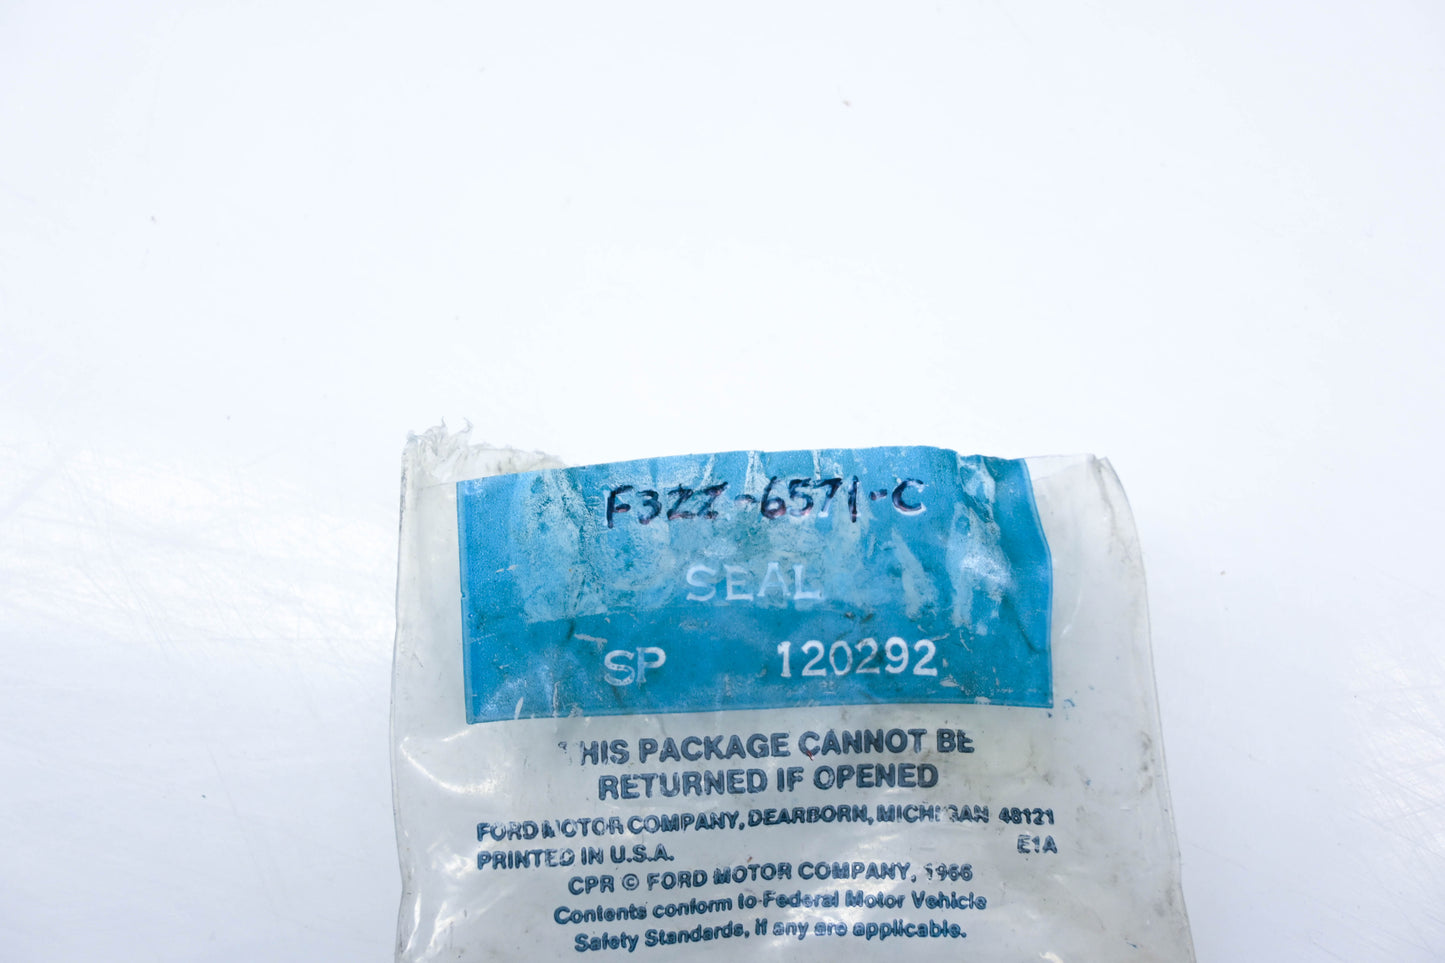 F3ZZ-6571-C
SEAL
SP 120292
THIS PACKAGE CANNOT BE
RETURNED IF OPENED
FORD MOTOR COMPANY, DEARBORN, MICHIGAN 48121
PRINTED IN U.S.A. E1A
CPR © FORD MOTOR COMPANY, 1966
Contents conform to Federal Motor Vehicle
Safety Standards, if any are applicable.